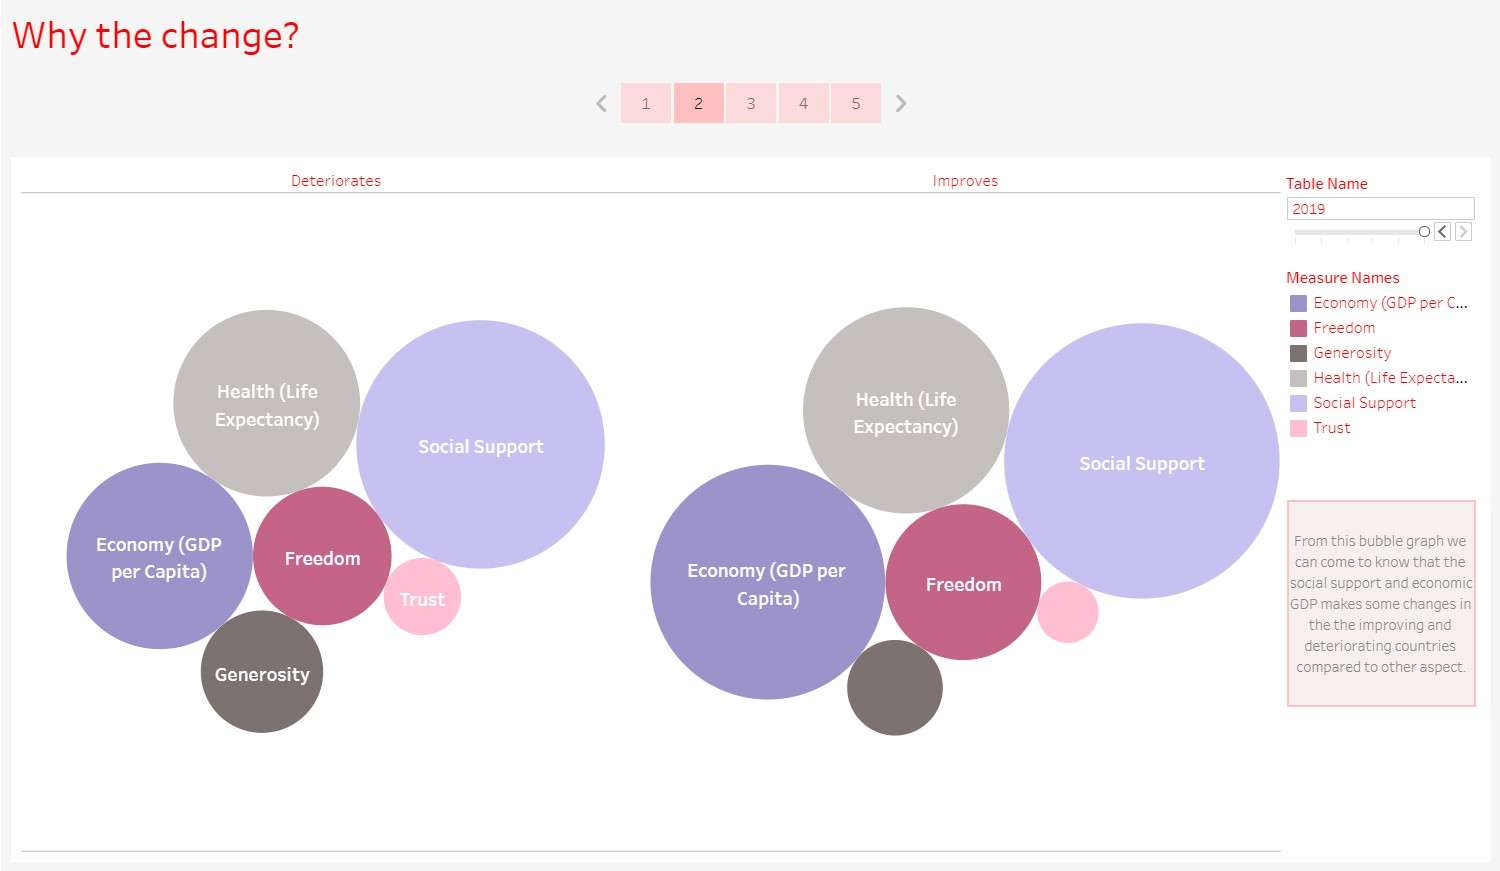 Why the change?
1 2 3 4 5
Deteriorates
Improves
Health (Life
Expectancy)
Social Support
Economy (GDP
per Capita)
Freedom
Trust
Generosity
Health (Life
Expectancy)
Social Support
Economy (GDP per
Capita)
Freedom
Table Name
2019
Measure Names
Economy (GDP per C...
Freedom
Generosity
Health (Life Expecta...
Social Support
Trust
From this bubble graph we
can come to know that the
social support and economic
GDP makes some changes in
the the improving and
deteriorating countries
compared to other aspect.